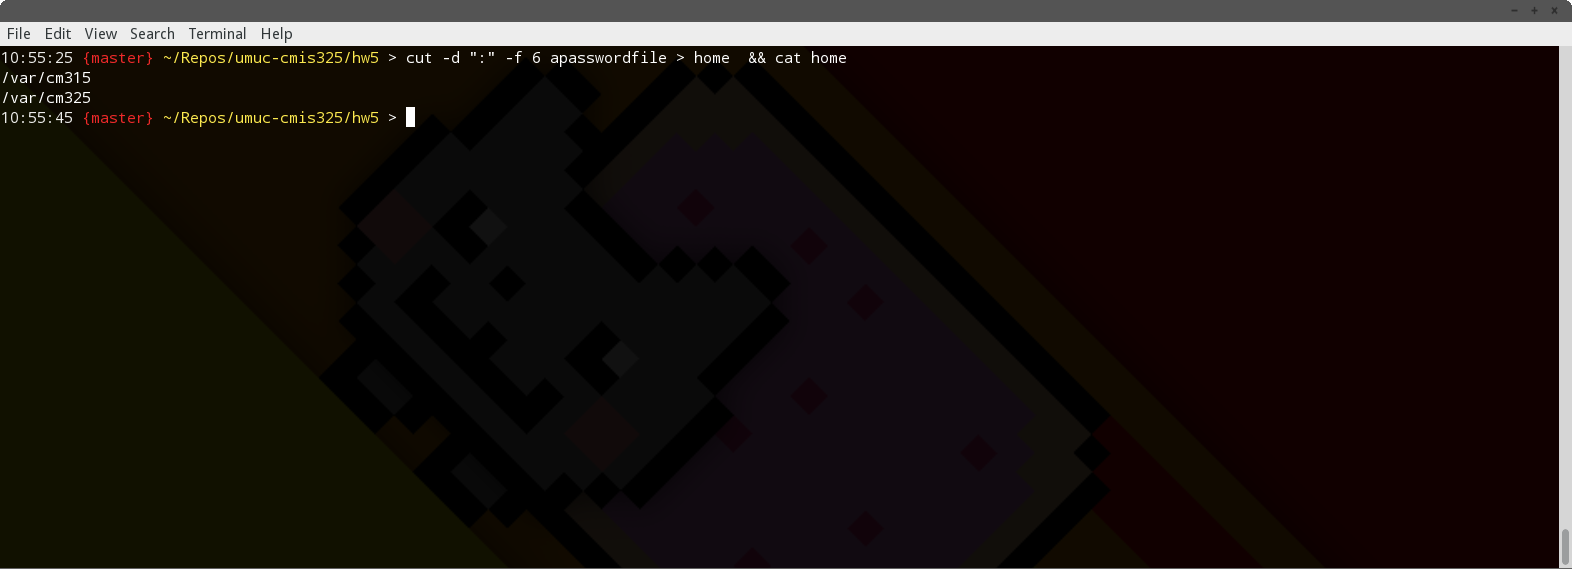 File Edit View Search Terminal Help
10:55:25 {master} ~/Repos/umuc-cmis325/hw5 > cut -d ":" -f 6 apasswordfile > home  && cat home
/var/cm315
/var/cm325
10:55:45 {master} ~/Repos/umuc-cmis325/hw5 >